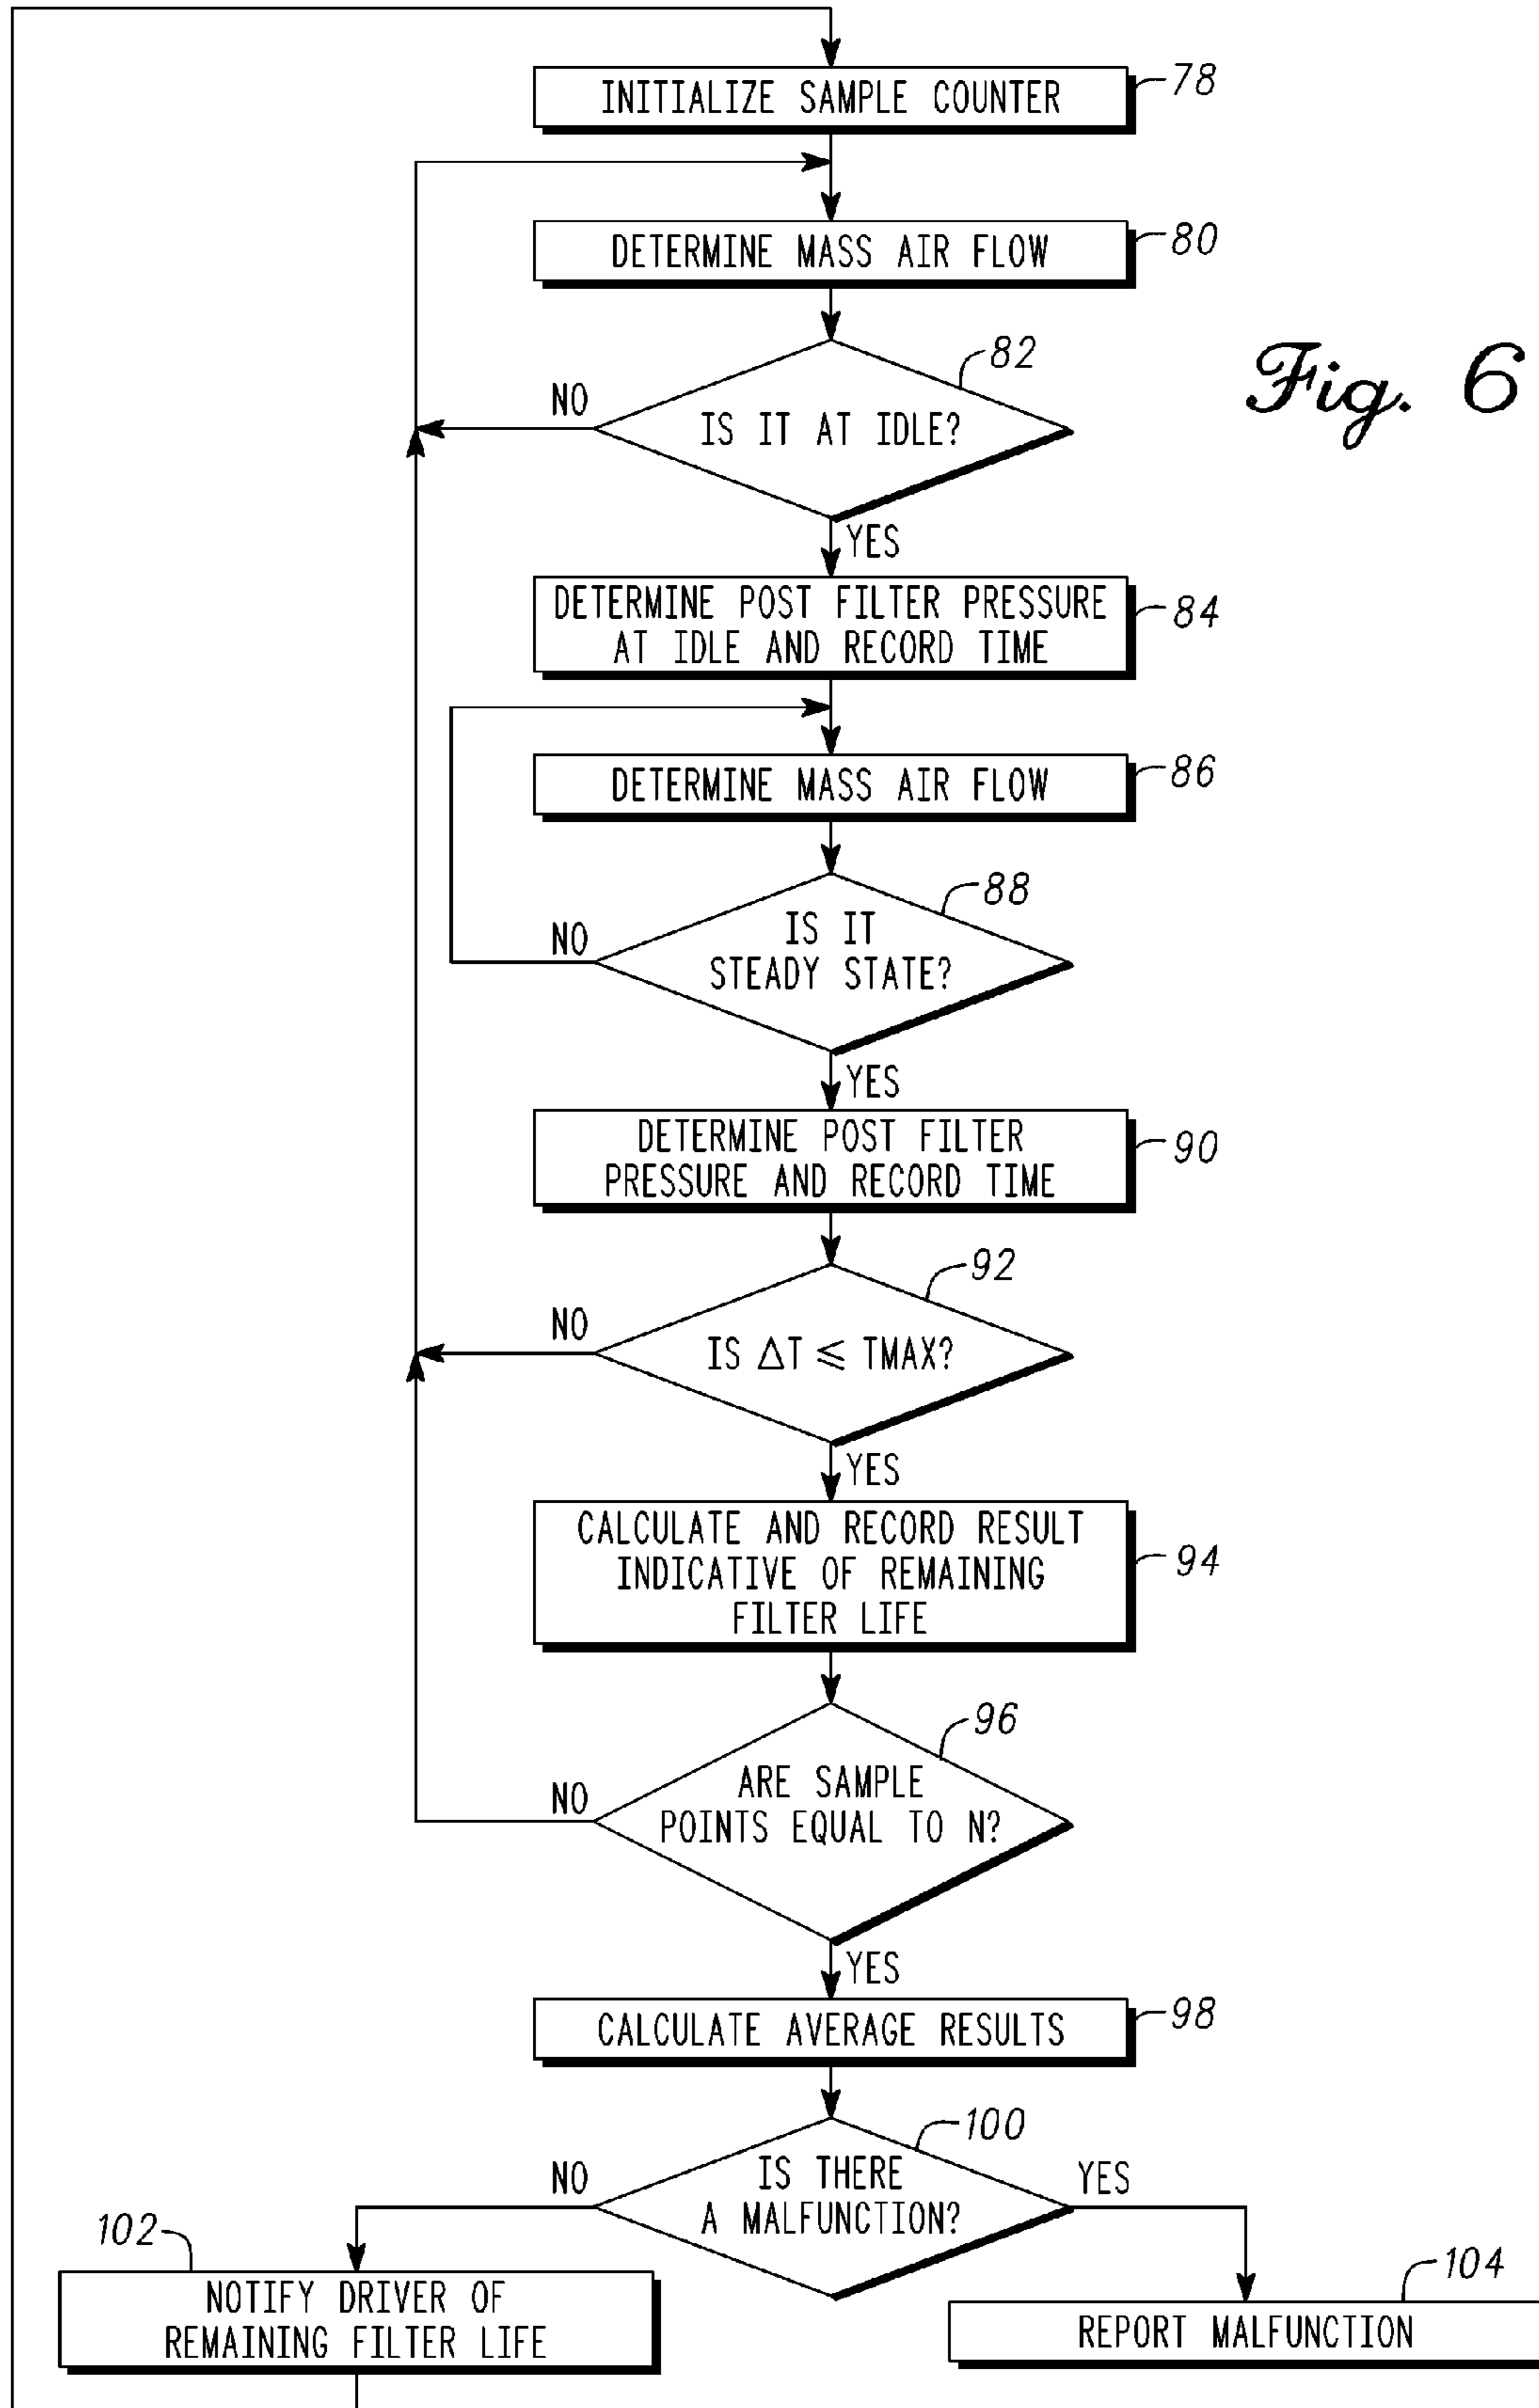 INITIALIZE SAMPLE COUNTER
78
DETERMINE MASS AIR FLOW
80
82
Fig. 6
NO
IS IT AT IDLE?
YES
DETERMINE POST FILTER PRESSURE
AT IDLE AND RECORD TIME
84
DETERMINE MASS AIR FLOW
86
88
NO
IS IT
STEADY STATE?
YES
DETERMINE POST FILTER
PRESSURE AND RECORD TIME
90
92
NO
IS ΔT ≤ TMAX?
YES
CALCULATE AND RECORD RESULT
INDICATIVE OF REMAINING
FILTER LIFE
94
96
NO
ARE SAMPLE
POINTS EQUAL TO N?
YES
CALCULATE AVERAGE RESULTS
98
100
NO
IS THERE
A MALFUNCTION?
YES
102
NOTIFY DRIVER OF
REMAINING FILTER LIFE
104
REPORT MALFUNCTION